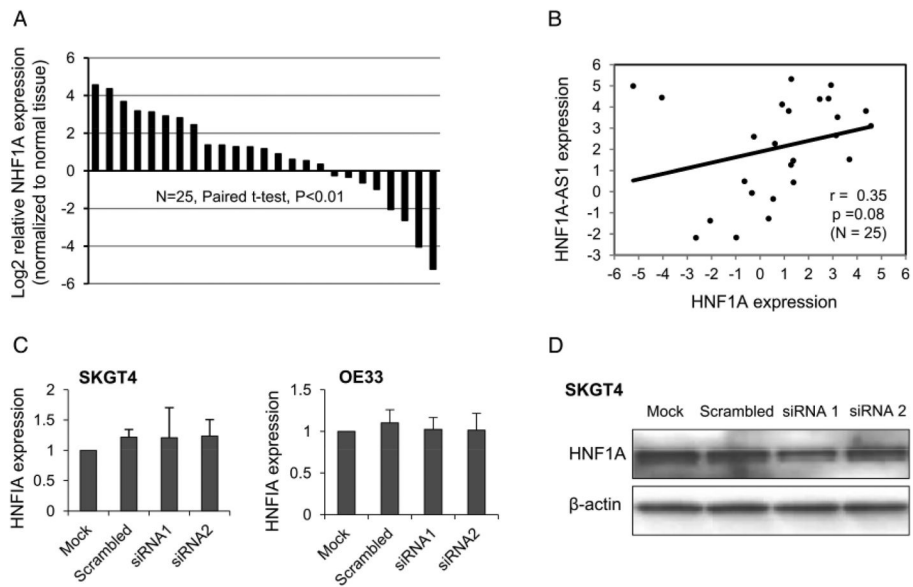 A
Log2 relative NHF1A expression
(normalized to normal tissue)
6
4
2
0
-2
-4
-6
N=25, Paired t-test, P<0.01
B
HNF1A-AS1 expression
6
5
4
3
2
1
0
-1
-2
-3
r = 0.35
p =0.08
(N = 25)
-6 -5 -4 -3 -2 -1 0 1 2 3 4 5 6
HNF1A expression
C
SKGT4
HNFIA expression
2
1.5
1
0.5
0
Mock Scrambled siRNA1 siRNA2
OE33
HNFIA expression
1.5
1
0.5
0
Mock Scrambled siRNA1 siRNA2
D
SKGT4
Mock Scrambled siRNA 1 siRNA 2
HNF1A
β-actin